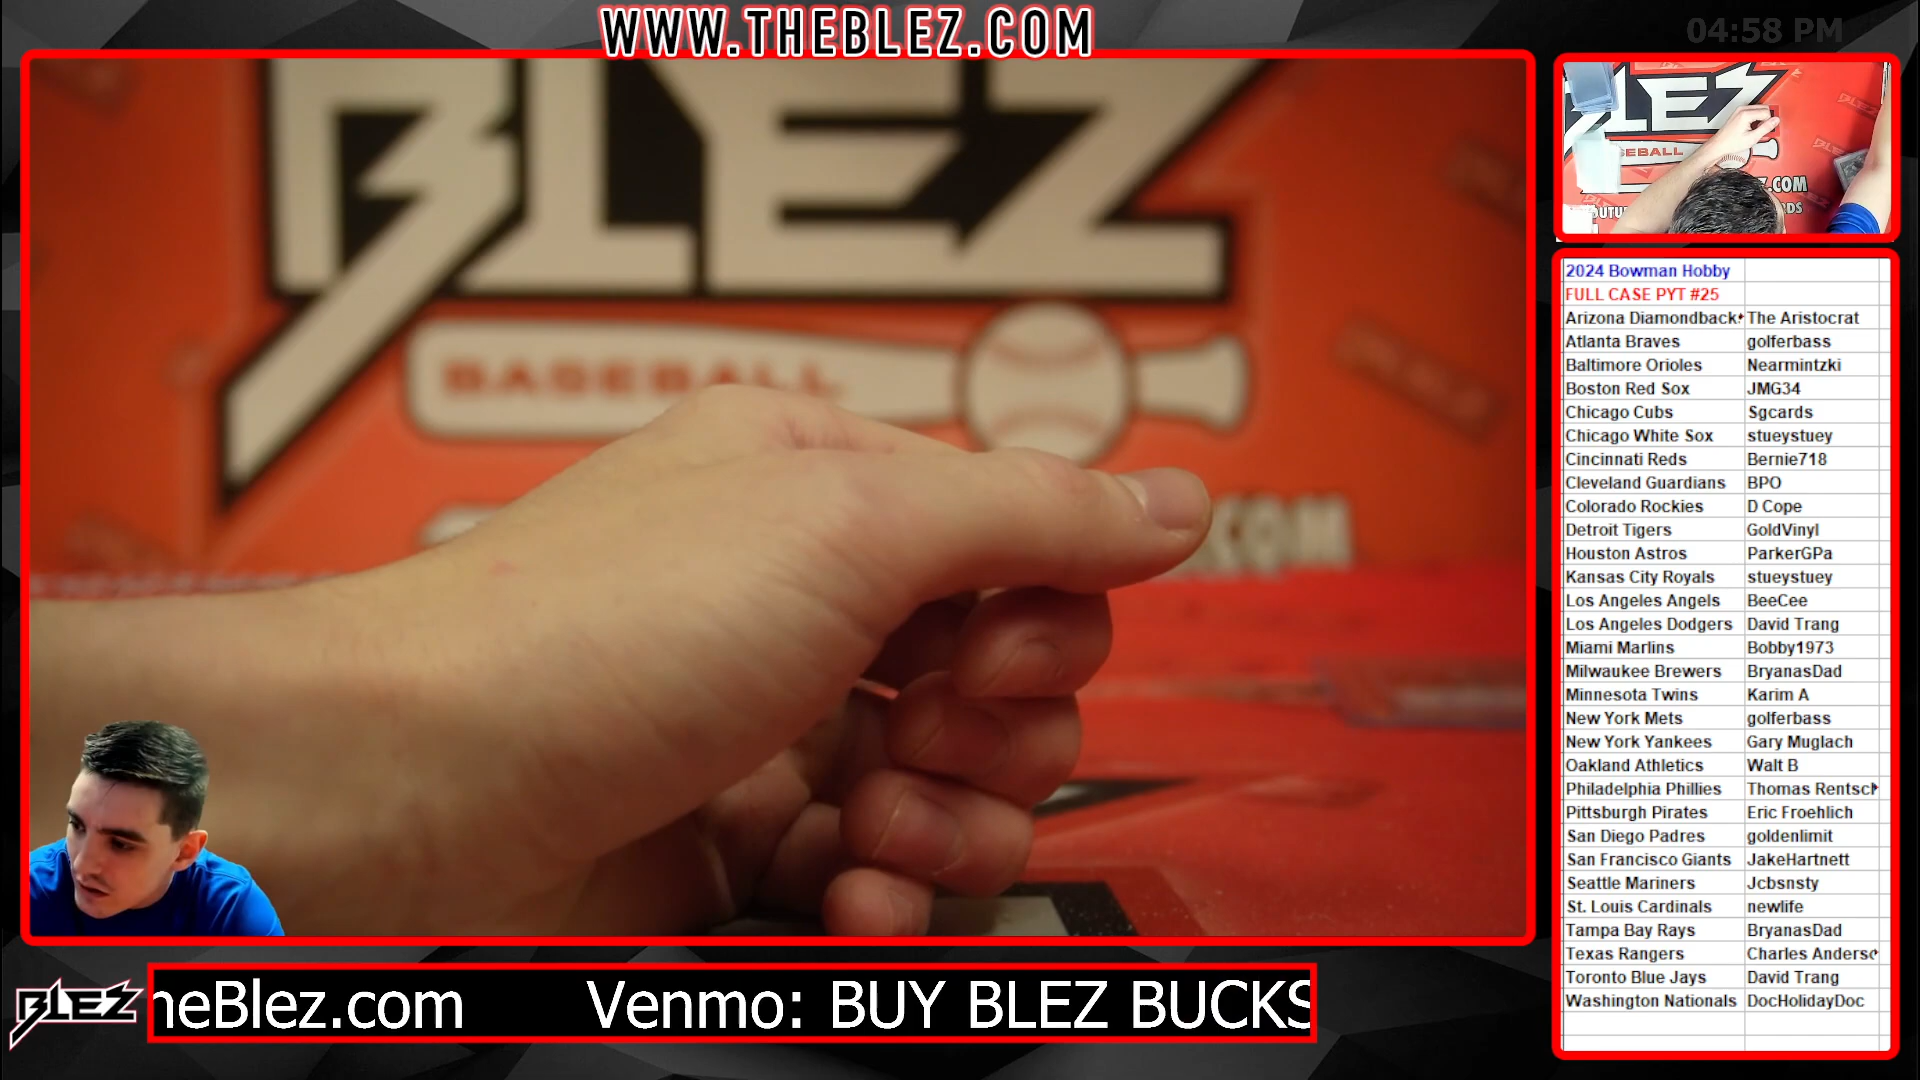 WWW.THEBLEZ.COM
04:58 PM
BLEZ
BASEBALL
.COM
BLEZ
BASEBALL
.COM
2024 Bowman Hobby
FULL CASE PYT #25
Arizona Diamondback The Aristocrat
Atlanta Braves golferbass
Baltimore Orioles Nearmintzki
Boston Red Sox JMG34
Chicago Cubs Sgcards
Chicago White Sox stueystuey
Cincinnati Reds Bernie718
Cleveland Guardians BPO
Colorado Rockies D Cope
Detroit Tigers GoldVinyl
Houston Astros ParkerGPa
Kansas City Royals stueystuey
Los Angeles Angels BeeCee
Los Angeles Dodgers David Trang
Miami Marlins Bobby1973
Milwaukee Brewers BryanasDad
Minnesota Twins Karim A
New York Mets golferbass
New York Yankees Gary Muglach
Oakland Athletics Walt B
Philadelphia Phillies Thomas Rentsch
Pittsburgh Pirates Eric Froehlich
San Diego Padres goldenlimit
San Francisco Giants JakeHartnett
Seattle Mariners Jcbsnsty
St. Louis Cardinals newlife
Tampa Bay Rays BryanasDad
Texas Rangers Charles Anders
Toronto Blue Jays David Trang
Washington Nationals DocHolidayDoc
BLEZ
heBlez.com Venmo: BUY BLEZ BUCKS